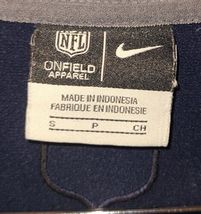 NFL
ONFIELD
APPAREL
MADE IN INDONESIA
FABRIQUE EN INDONESIE
S P CH